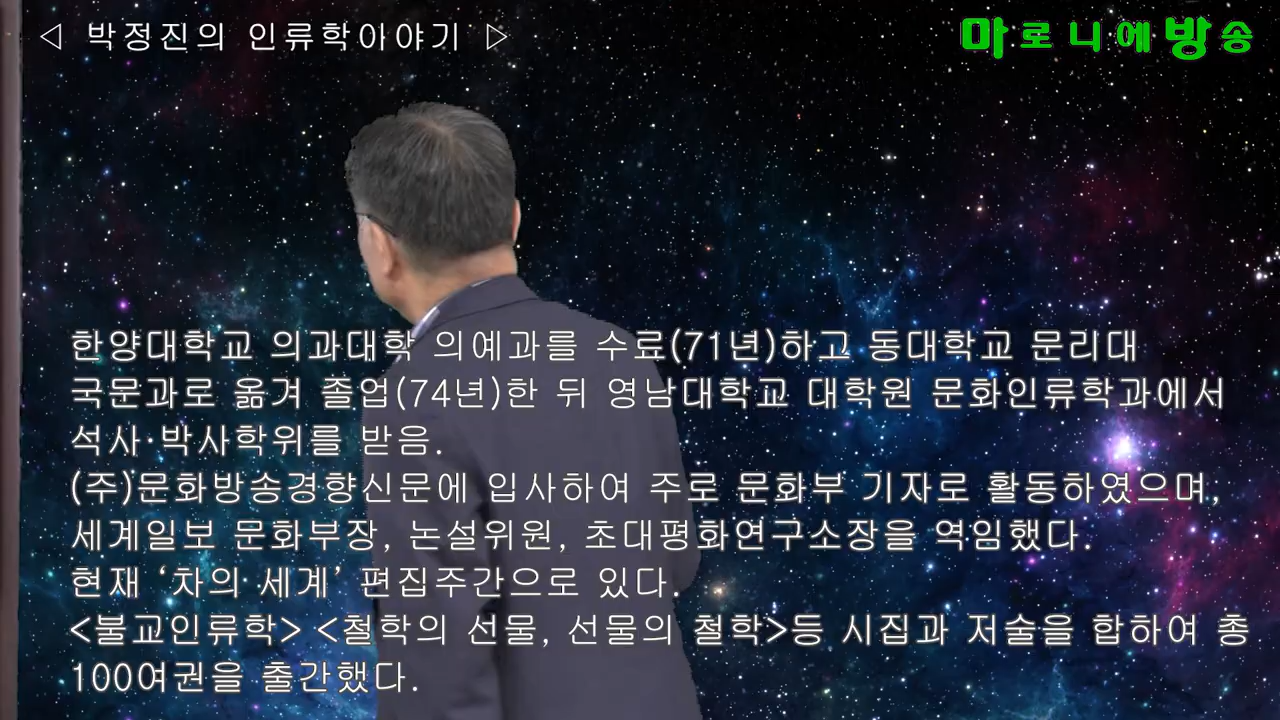 ◁ 박정진의 인류학이야기 ▷
마로니에방송
한양대학교 의과대학 의예과를 수료(71년)하고 동대학교 문리대
국문과로 옮겨 졸업(74년)한 뒤 영남대학교 대학원 문화인류학과에서
석사·박사학위를 받음.
(주)문화방송경향신문에 입사하여 주로 문화부 기자로 활동하였으며,
세계일보 문화부장, 논설위원, 초대평화연구소장을 역임했다.
현재 ‘차의 세계’ 편집주간으로 있다.
<불교인류학> <철학의 선물, 선물의 철학>등 시집과 저술을 합하여 총
100여권을 출간했다.